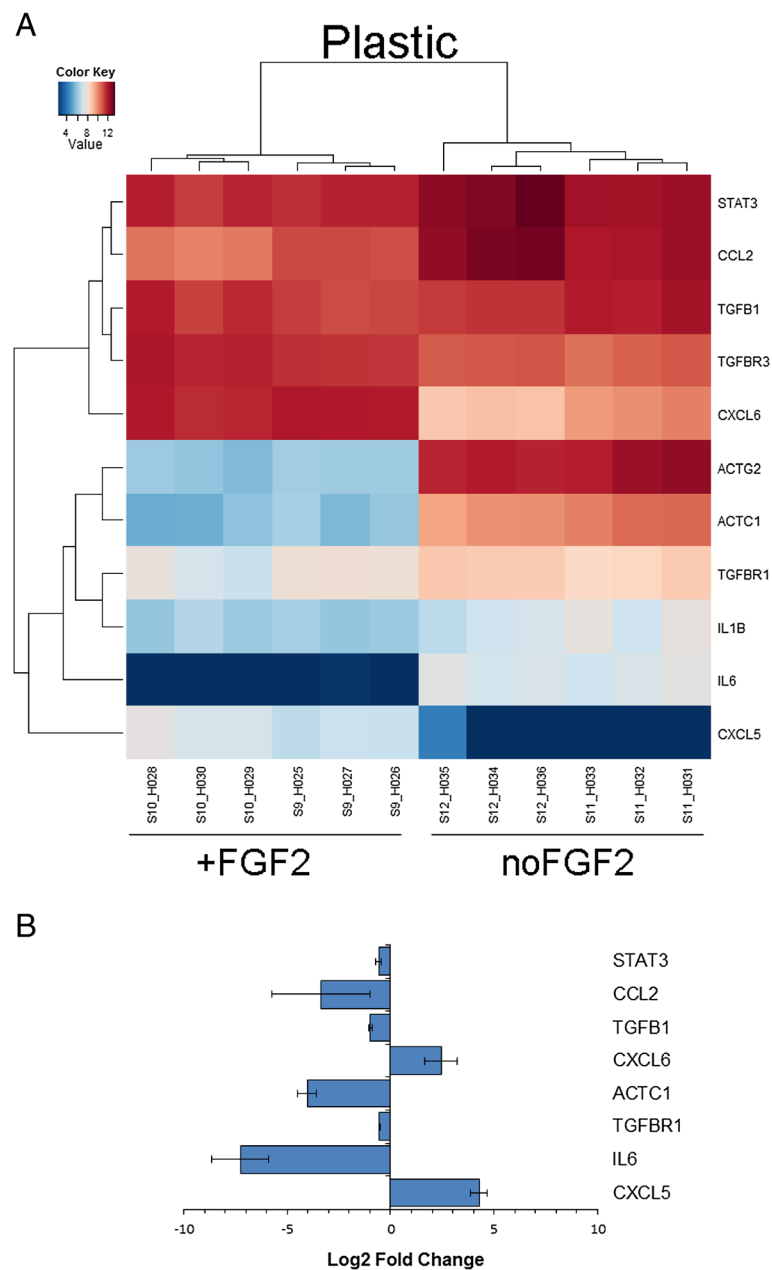 A
Plastic
Color Key
4 8 12
Value
STAT3
CCL2
TGFB1
TGFBR3
CXCL6
ACTG2
ACTC1
TGFBR1
IL1B
IL6
CXCL5
S10_H028
S10_H030
S10_H029
S9_H025
S9_H027
S9_H026
S12_H035
S12_H034
S12_H036
S11_H033
S11_H032
S11_H031
+FGF2
noFGF2
B
STAT3
CCL2
TGFB1
CXCL6
ACTC1
TGFBR1
IL6
CXCL5
-10 -5 0 5 10
Log2 Fold Change